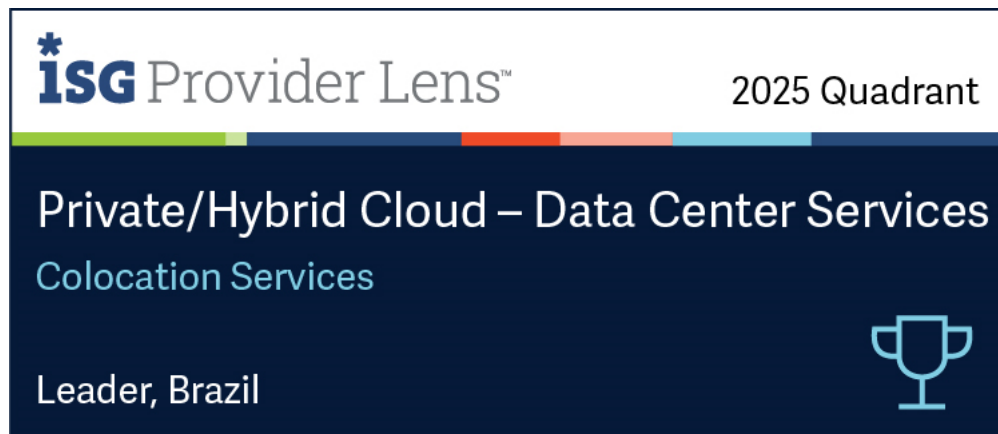 isG Provider Lens™ 2025 Quadrant
Private/Hybrid Cloud – Data Center Services
Colocation Services
Leader, Brazil